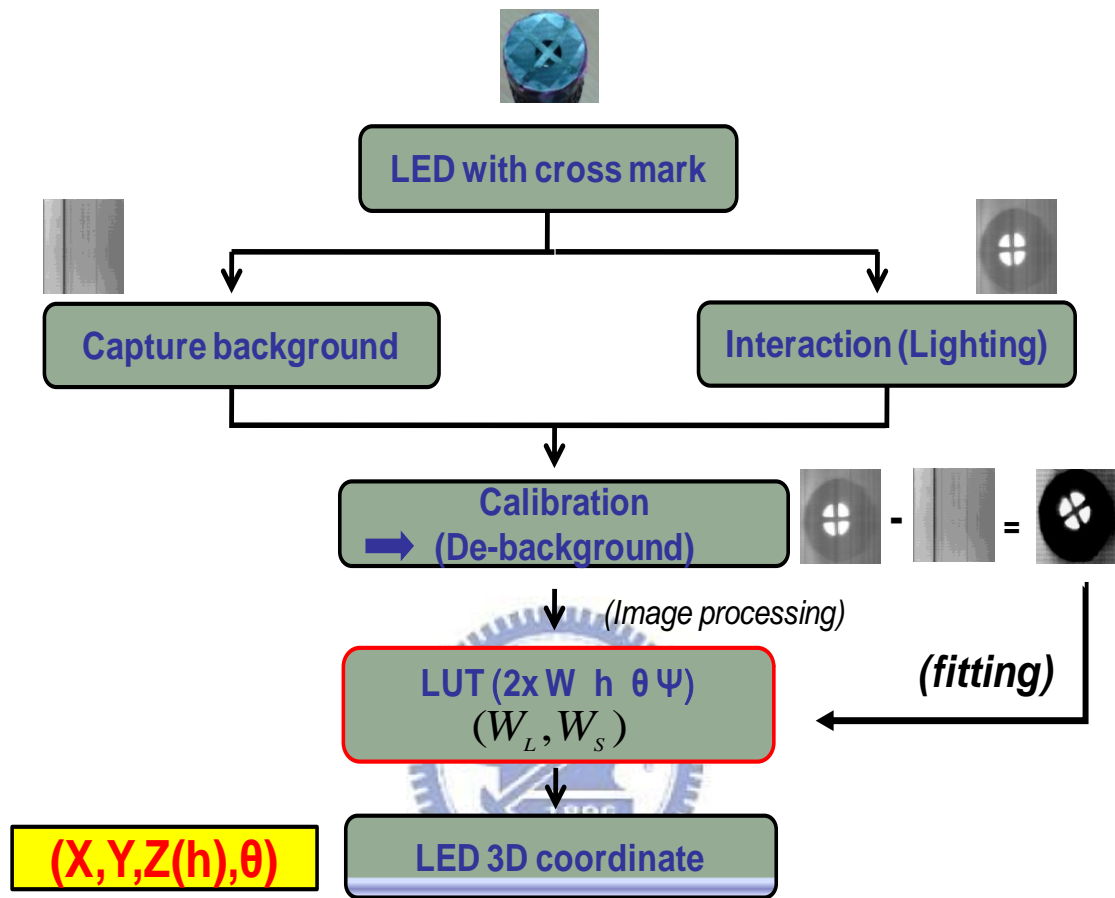 LED with cross mark
Capture background
Interaction (Lighting)
Calibration
(De-background)
- =
(Image processing)
(fitting)
LUT (2x W h θ Ψ)
(W_L, W_S)
1896
(X,Y,Z(h),θ)
LED 3D coordinate